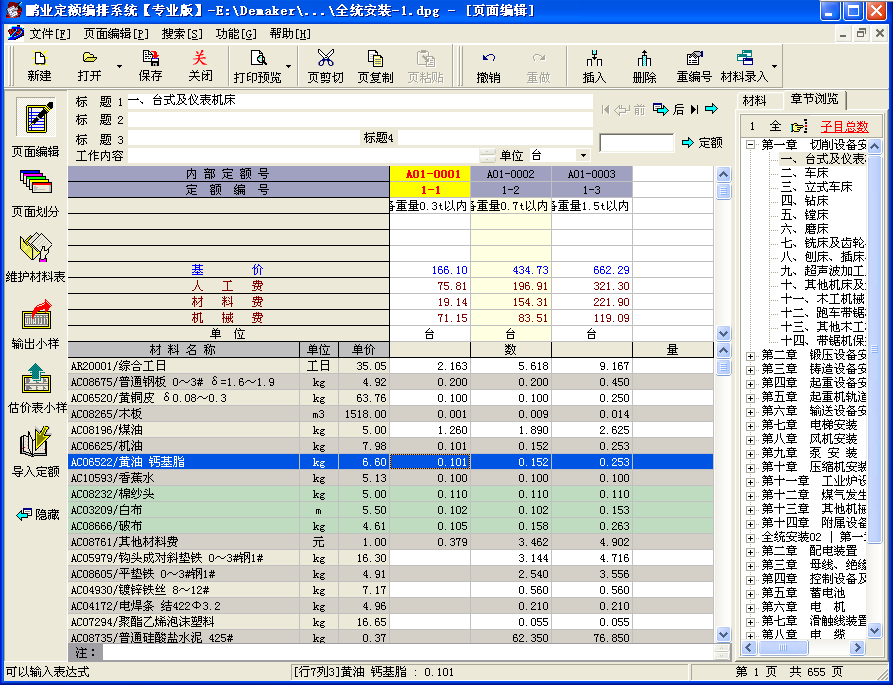 鹏业定额编排系统【专业版】-E:\Demaker\...\全统安装-1.dpg - [页面编辑]
文件[F] 页面编辑[P] 搜索[S] 功能[G] 帮助[H]
新建 打开 保存 关闭 打印预览 页剪切 页复制 页粘贴 撤销 重做 插入 删除 重编号 材料录入
页面编辑
页面划分
维护材料表
输出小样
估价表小样
导入定额
隐藏
标 题 1 一、台式及仪表机床
标 题 2
标 题 3 标题4
工作内容 单位 台
前 后 定额
内 部 定 额 号 A01-0001 A01-0002 A01-0003
定 额 编 号 1-1 1-2 1-3
备重量0.3t以内 备重量0.7t以内 备重量1.5t以内
基 价 166.10 434.73 662.29
人 工 费 75.81 196.91 321.30
材 料 费 19.14 154.31 221.90
机 械 费 71.15 83.51 119.09
单 位 台 台 台
材 料 名 称 单位 单价 数 量
AR20001/综合工日 工日 35.05 2.163 5.618 9.167
AC08675/普通钢板 0～3# δ=1.6～1.9 kg 4.92 0.200 0.200 0.450
AC06520/黄铜皮 δ0.08～0.3 kg 63.76 0.100 0.100 0.250
AC08265/木板 m3 1518.00 0.001 0.009 0.014
AC08196/煤油 kg 5.00 1.260 1.890 2.625
AC06625/机油 kg 7.98 0.101 0.152 0.253
AC06522/黄油 钙基脂 kg 6.60 0.101 0.152 0.253
AC10593/香蕉水 kg 5.13 0.100 0.100 0.100
AC08232/棉纱头 kg 5.00 0.110 0.110 0.110
AC03209/白布 m 5.50 0.102 0.102 0.153
AC08666/破布 kg 4.61 0.105 0.158 0.263
AC08761/其他材料费 元 1.00 0.379 3.462 4.902
AC05979/钩头成对斜垫铁 0～3#钢1# kg 16.30 3.144 4.716
AC08605/平垫铁 0～3#钢1# kg 4.91 2.540 3.556
AC04930/镀锌铁丝 8～12# kg 7.17 0.560 0.560
AC04172/电焊条 结422Φ3.2 kg 4.96 0.210 0.210
AC07294/聚酯乙烯泡沫塑料 kg 16.65 0.055 0.055
AC08735/普通硅酸盐水泥 425# kg 0.37 62.350 76.850
注：
材料 章节浏览
1 全 子目总数
第一章 切削设备安
一、台式及仪表
二、车床
三、立式车床
四、钻床
五、镗床
六、磨床
七、铣床及齿轮
八、刨床、插床
九、超声波加工
十、其他机床及
十一、木工机械
十二、跑车带锯
十三、其他木工
十四、带锯机保
第二章 锻压设备安
第三章 铸造设备安
第四章 起重设备安
第五章 起重机轨道
第六章 输送设备安
第七章 电梯安装
第八章 风机安装
第九章 泵 安 装
第十章 压缩机安装
第十一章 工业炉设
第十二章 煤气发生
第十三章 其他机械
第十四章 附属设备
全统安装02 | 第一
第二章 配电装置
第三章 母线、绝缘
第四章 控制设备及
第五章 蓄电池
第六章 电 机
第七章 滑触线装置
第八章 电 缆
可以输入表达式 [行7列3]黄油 钙基脂 : 0.101 第 1 页 共 655 页